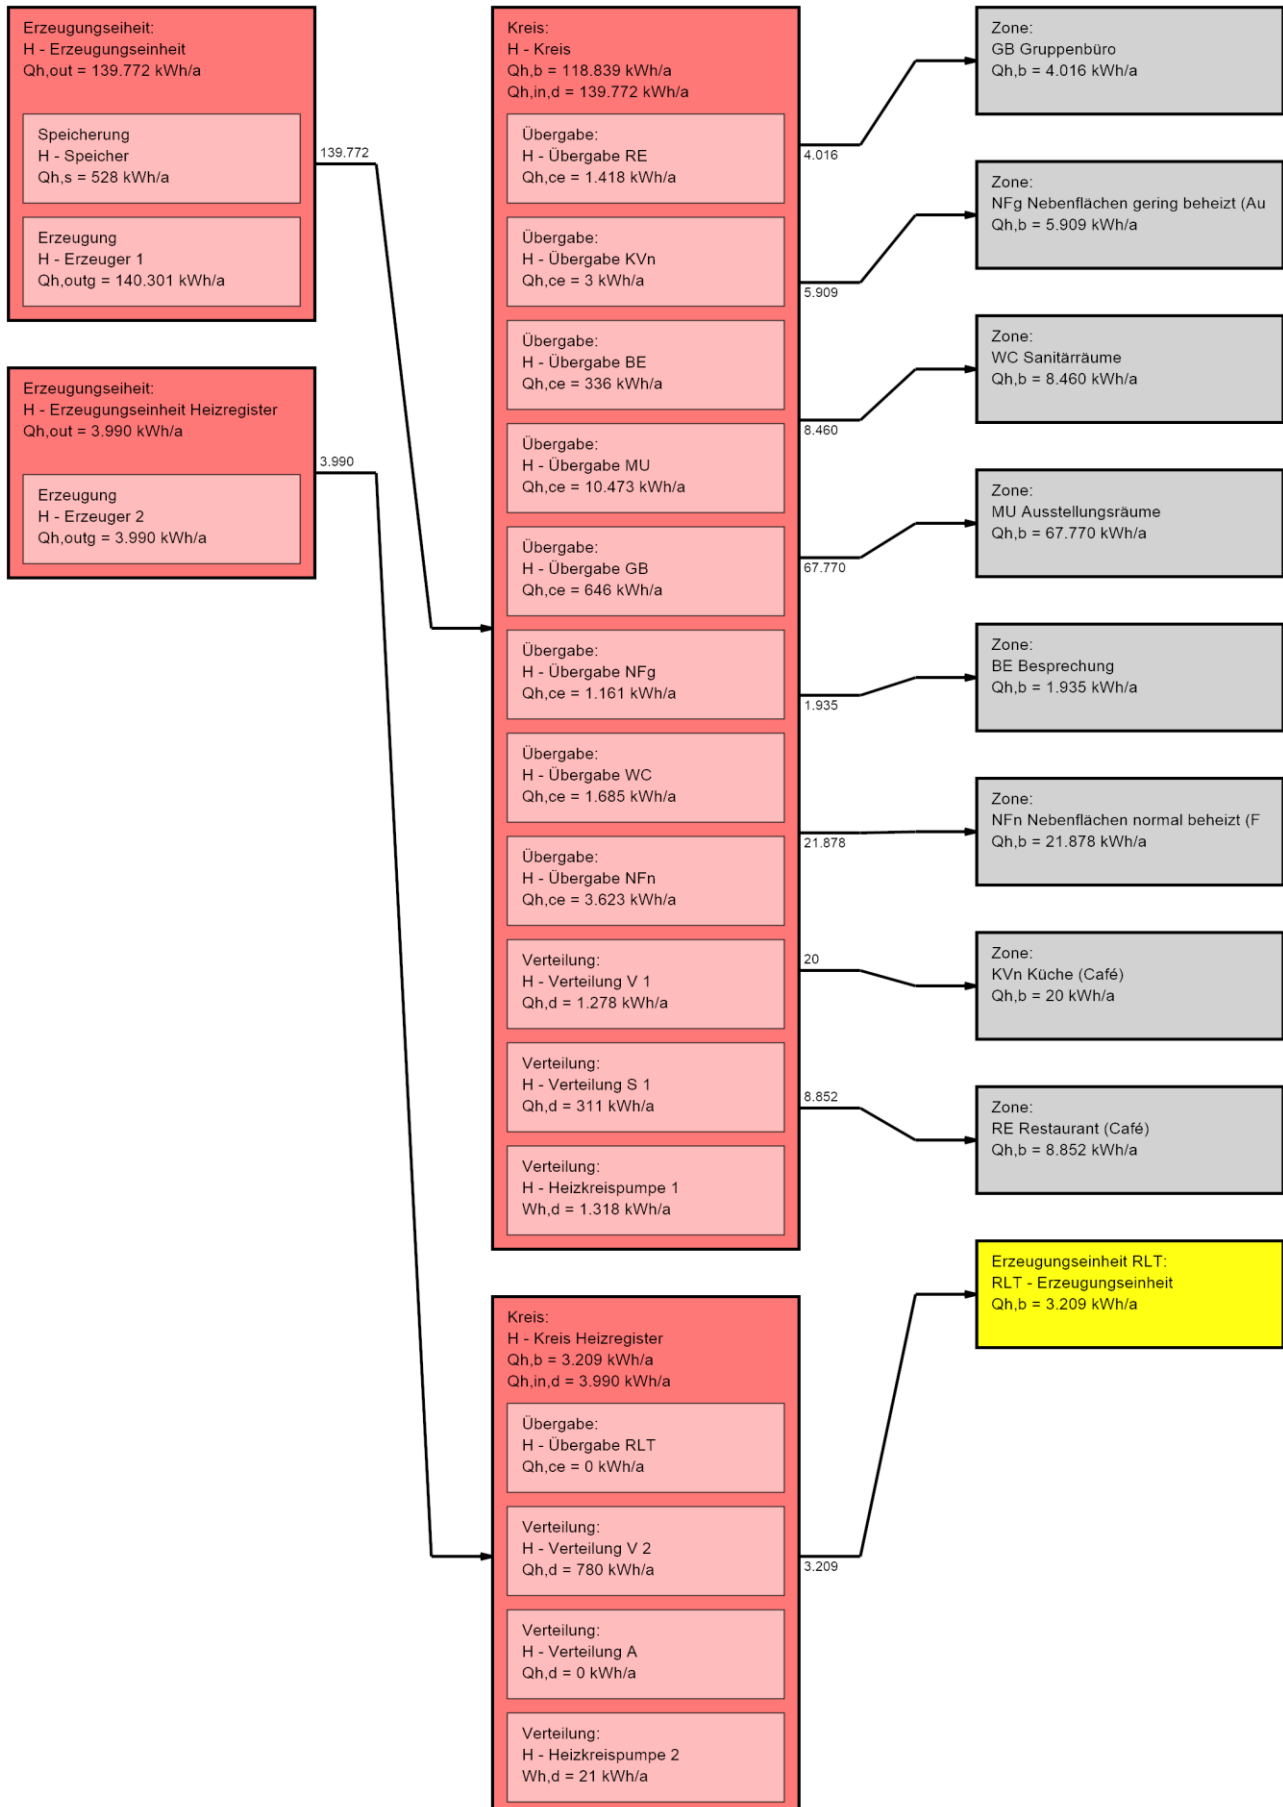 Erzeugungseiheit:
H - Erzeugungseinheit
Qh,out = 139.772 kWh/a
Speicherung
H - Speicher
Qh,s = 528 kWh/a
Erzeugung
H - Erzeuger 1
Qh,outg = 140.301 kWh/a
139.772
Erzeugungseiheit:
H - Erzeugungseinheit Heizregister
Qh,out = 3.990 kWh/a
Erzeugung
H - Erzeuger 2
Qh,outg = 3.990 kWh/a
3.990
Kreis:
H - Kreis
Qh,b = 118.839 kWh/a
Qh,in,d = 139.772 kWh/a
Übergabe:
H - Übergabe RE
Qh,ce = 1.418 kWh/a
Übergabe:
H - Übergabe KVn
Qh,ce = 3 kWh/a
Übergabe:
H - Übergabe BE
Qh,ce = 336 kWh/a
Übergabe:
H - Übergabe MU
Qh,ce = 10.473 kWh/a
Übergabe:
H - Übergabe GB
Qh,ce = 646 kWh/a
Übergabe:
H - Übergabe NFg
Qh,ce = 1.161 kWh/a
Übergabe:
H - Übergabe WC
Qh,ce = 1.685 kWh/a
Übergabe:
H - Übergabe NFn
Qh,ce = 3.623 kWh/a
Verteilung:
H - Verteilung V 1
Qh,d = 1.278 kWh/a
Verteilung:
H - Verteilung S 1
Qh,d = 311 kWh/a
Verteilung:
H - Heizkreispumpe 1
Wh,d = 1.318 kWh/a
Kreis:
H - Kreis Heizregister
Qh,b = 3.209 kWh/a
Qh,in,d = 3.990 kWh/a
Übergabe:
H - Übergabe RLT
Qh,ce = 0 kWh/a
Verteilung:
H - Verteilung V 2
Qh,d = 780 kWh/a
Verteilung:
H - Verteilung A
Qh,d = 0 kWh/a
Verteilung:
H - Heizkreispumpe 2
Wh,d = 21 kWh/a
4.016
5.909
8.460
67.770
1.935
21.878
20
8.852
3.209
Zone:
GB Gruppenbüro
Qh,b = 4.016 kWh/a
Zone:
NFg Nebenflächen gering beheizt (Au
Qh,b = 5.909 kWh/a
Zone:
WC Sanitärräume
Qh,b = 8.460 kWh/a
Zone:
MU Ausstellungsräume
Qh,b = 67.770 kWh/a
Zone:
BE Besprechung
Qh,b = 1.935 kWh/a
Zone:
NFn Nebenflächen normal beheizt (F
Qh,b = 21.878 kWh/a
Zone:
KVn Küche (Café)
Qh,b = 20 kWh/a
Zone:
RE Restaurant (Café)
Qh,b = 8.852 kWh/a
Erzeugungseinheit RLT:
RLT - Erzeugungseinheit
Qh,b = 3.209 kWh/a